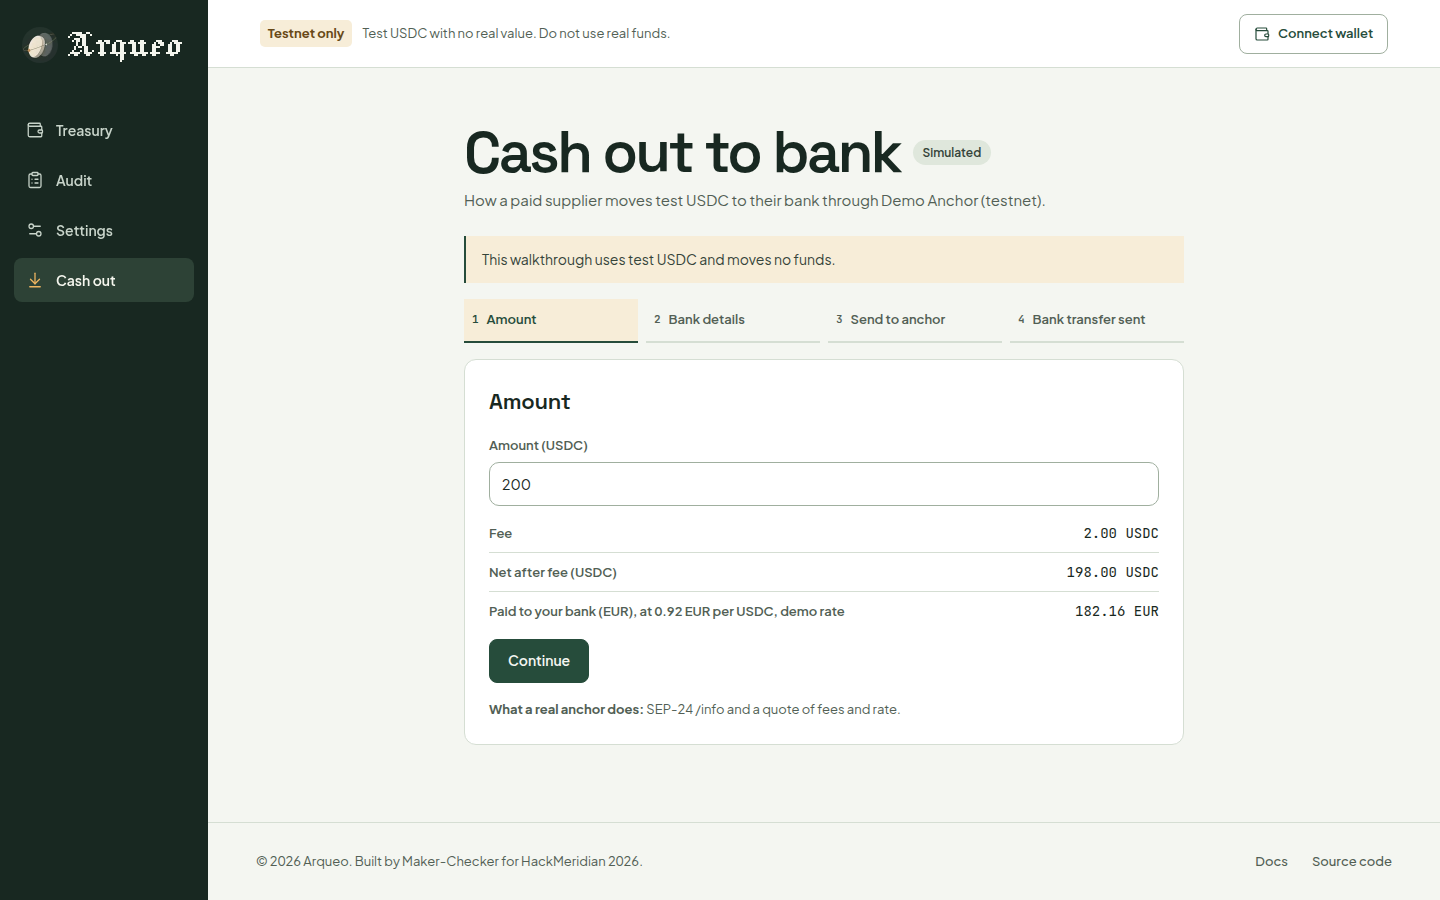 Arqueo
Testnet only
Test USDC with no real value. Do not use real funds.
Connect wallet
Treasury
Audit
Settings
Cash out
Cash out to bank
Simulated
How a paid supplier moves test USDC to their bank through Demo Anchor (testnet).
This walkthrough uses test USDC and moves no funds.
1 Amount
2 Bank details
3 Send to anchor
4 Bank transfer sent
Amount
Amount (USDC)
200
Fee 2.00 USDC
Net after fee (USDC) 198.00 USDC
Paid to your bank (EUR), at 0.92 EUR per USDC, demo rate 182.16 EUR
Continue
What a real anchor does: SEP-24 /info and a quote of fees and rate.
© 2026 Arqueo. Built by Maker-Checker for HackMeridian 2026.
Docs
Source code